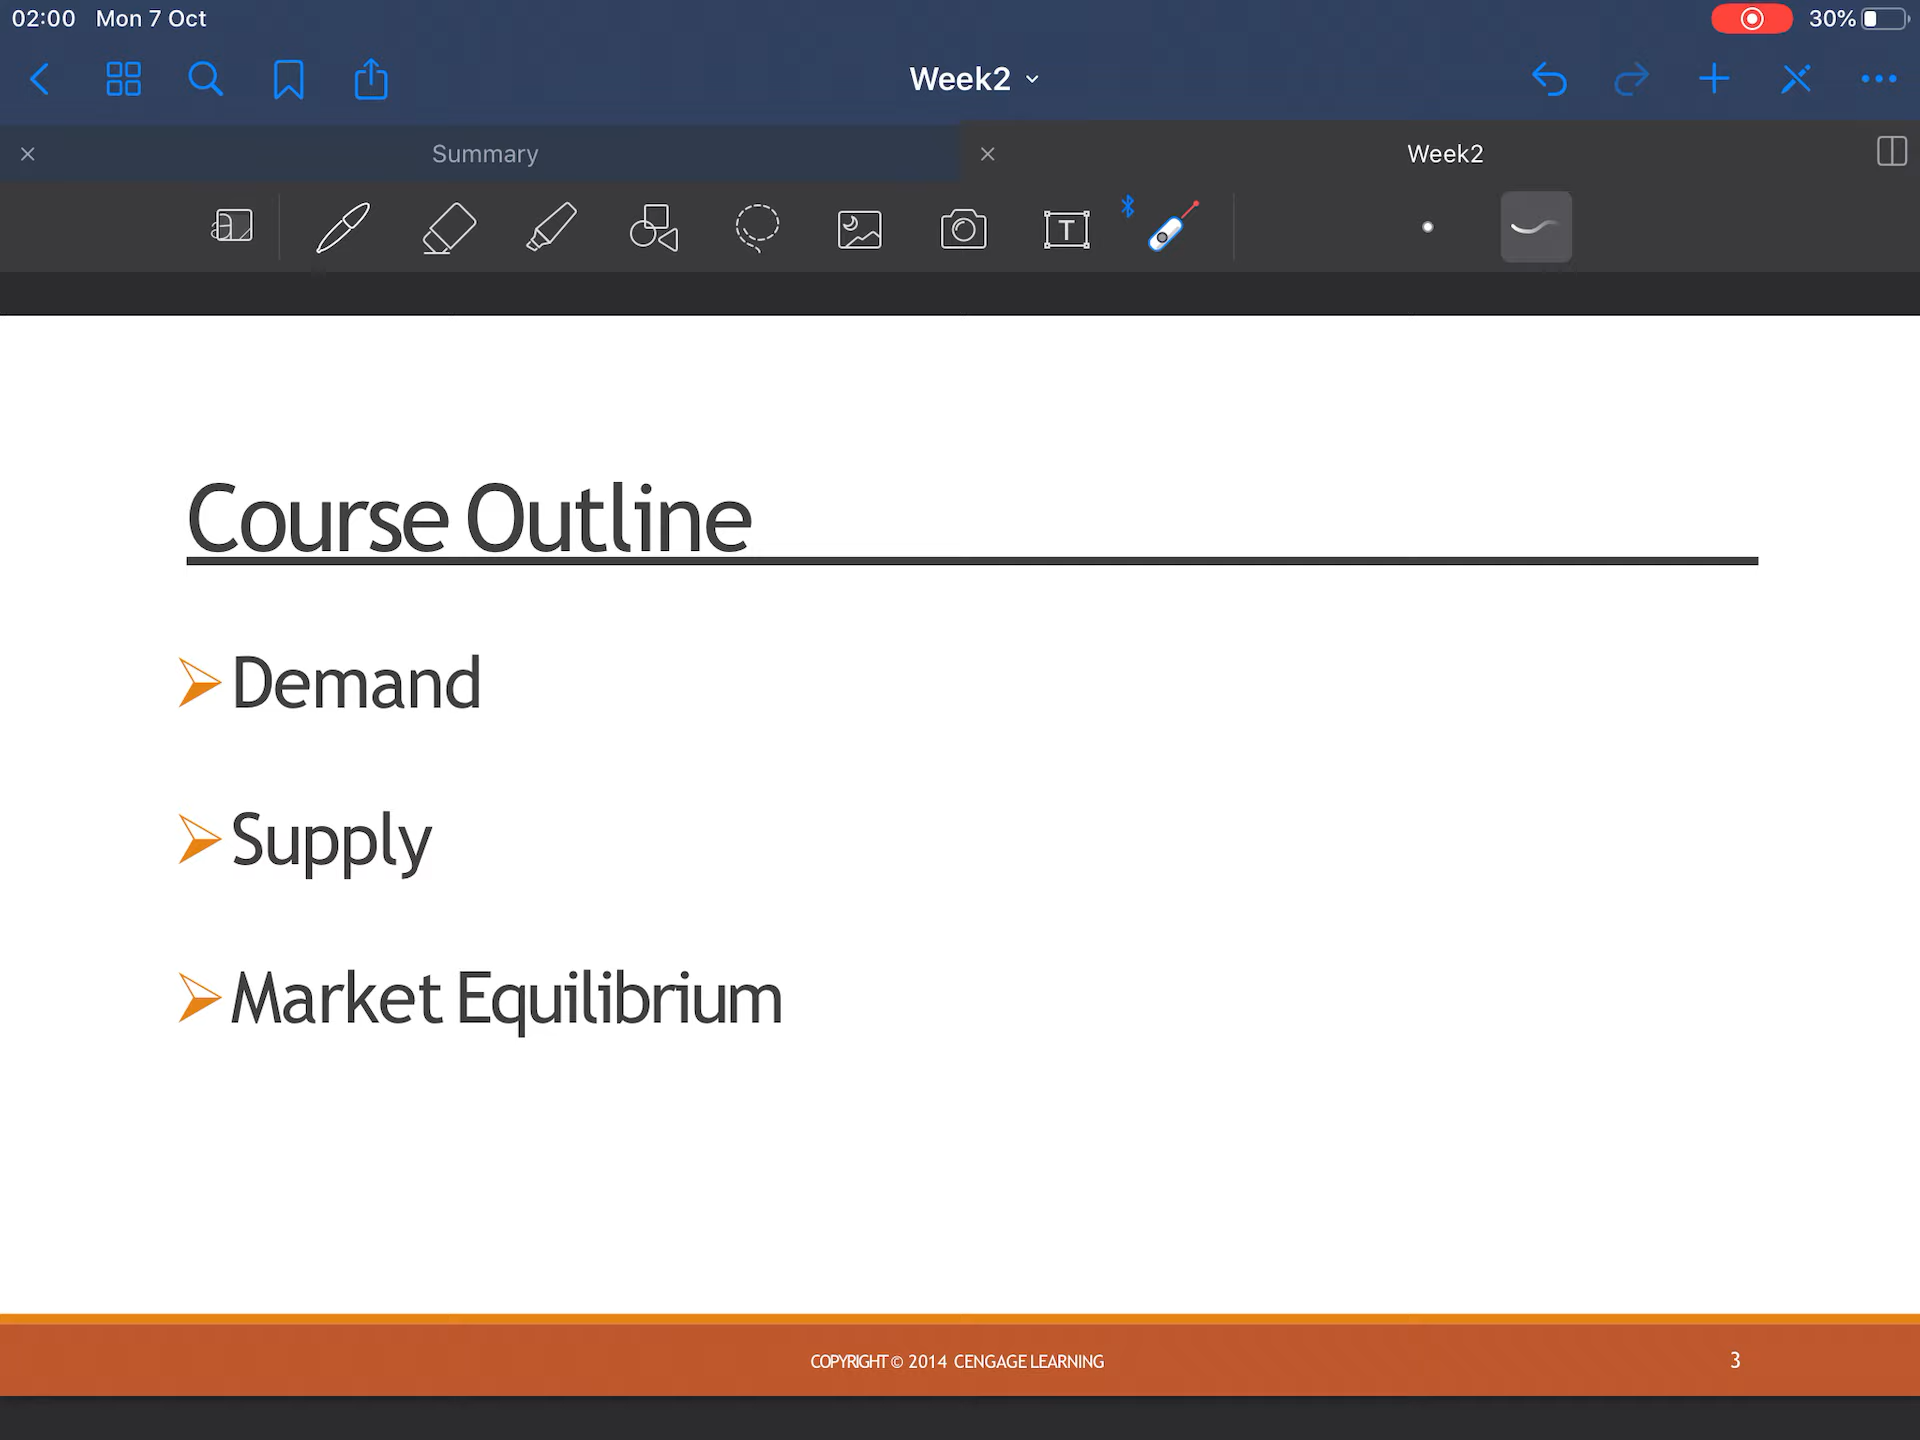 02:00 Mon 7 Oct 30%
Week2
Summary Week2
T
Course Outline
Demand
Supply
Market Equilibrium
COPYRIGHT © 2014 CENGAGE LEARNING 3